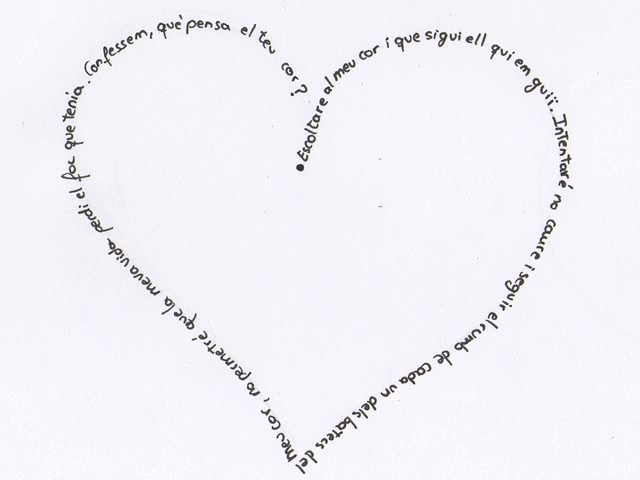 Escoltare al meu cor i que sigui ell qui em guii. Intentaré no caure i seguir el rumb de cada un dels batecs del meu cor, no permetré que la meva vida perdi el foc que tenia. Confessem, què pensa el teu cor?